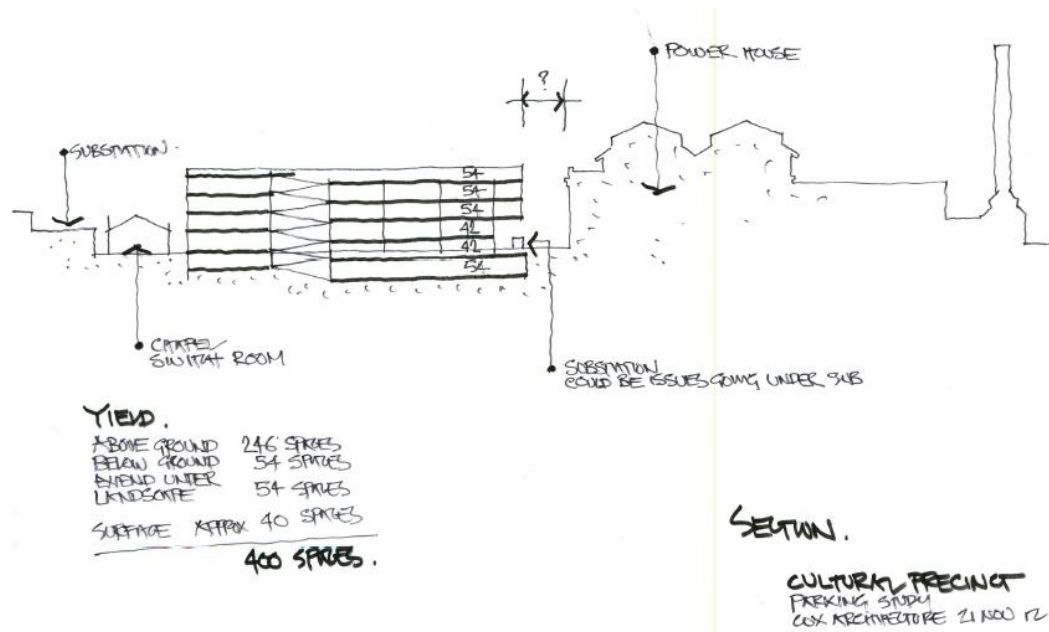 POWER HOUSE
?
SUBSTATION.
54
54
54
42
42
54
CHAPEL
SWITCH ROOM
SUBSTATION
COULD BE ISSUES GOING UNDER SUB
YIELD.
ABOVE GROUND 246 SPACES
BELOW GROUND 54 SPACES
EXTEND UNTER
LANDSCAPE 54 SPACES
SURFACE APPROX 40 SPACES
400 SPACES.
SECTION.
CULTURAL PRECINCT
PARKING STUDY
COX ARCHITECTURE 21 NOV 12